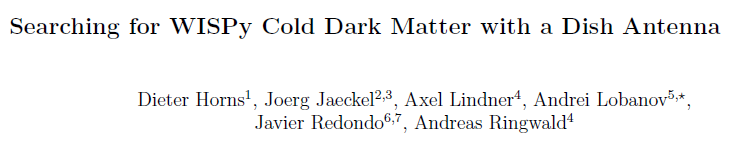 Searching for WISPy Cold Dark Matter with a Dish Antenna
Dieter Horns¹, Joerg Jaeckel²,³, Axel Lindner⁴, Andrei Lobanov⁵,⋆,
Javier Redondo⁶,⁷, Andreas Ringwald⁴